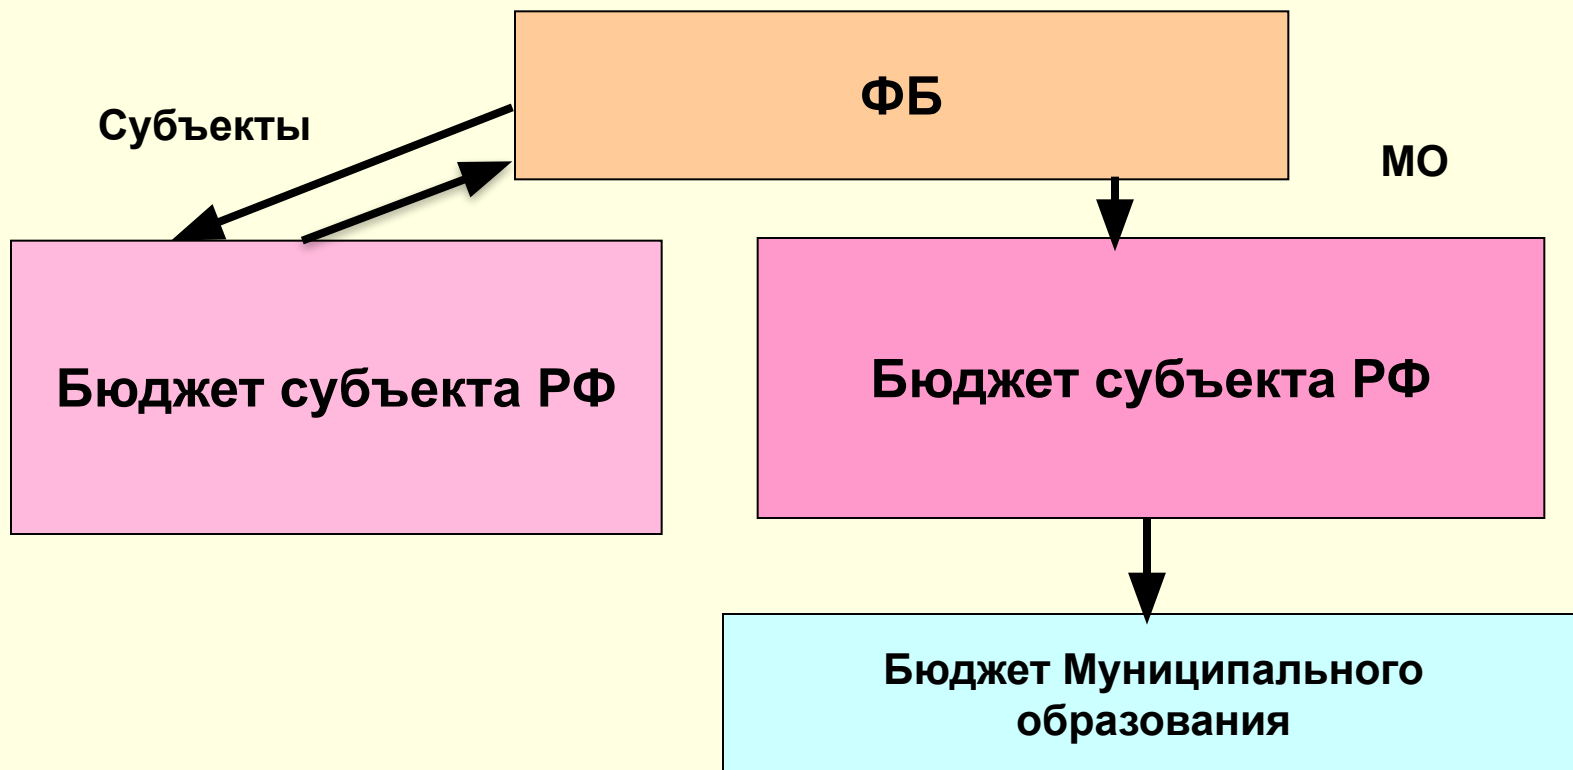 ФБ
Субъекты
МО
Бюджет субъекта РФ
Бюджет субъекта РФ
Бюджет Муниципального
образования